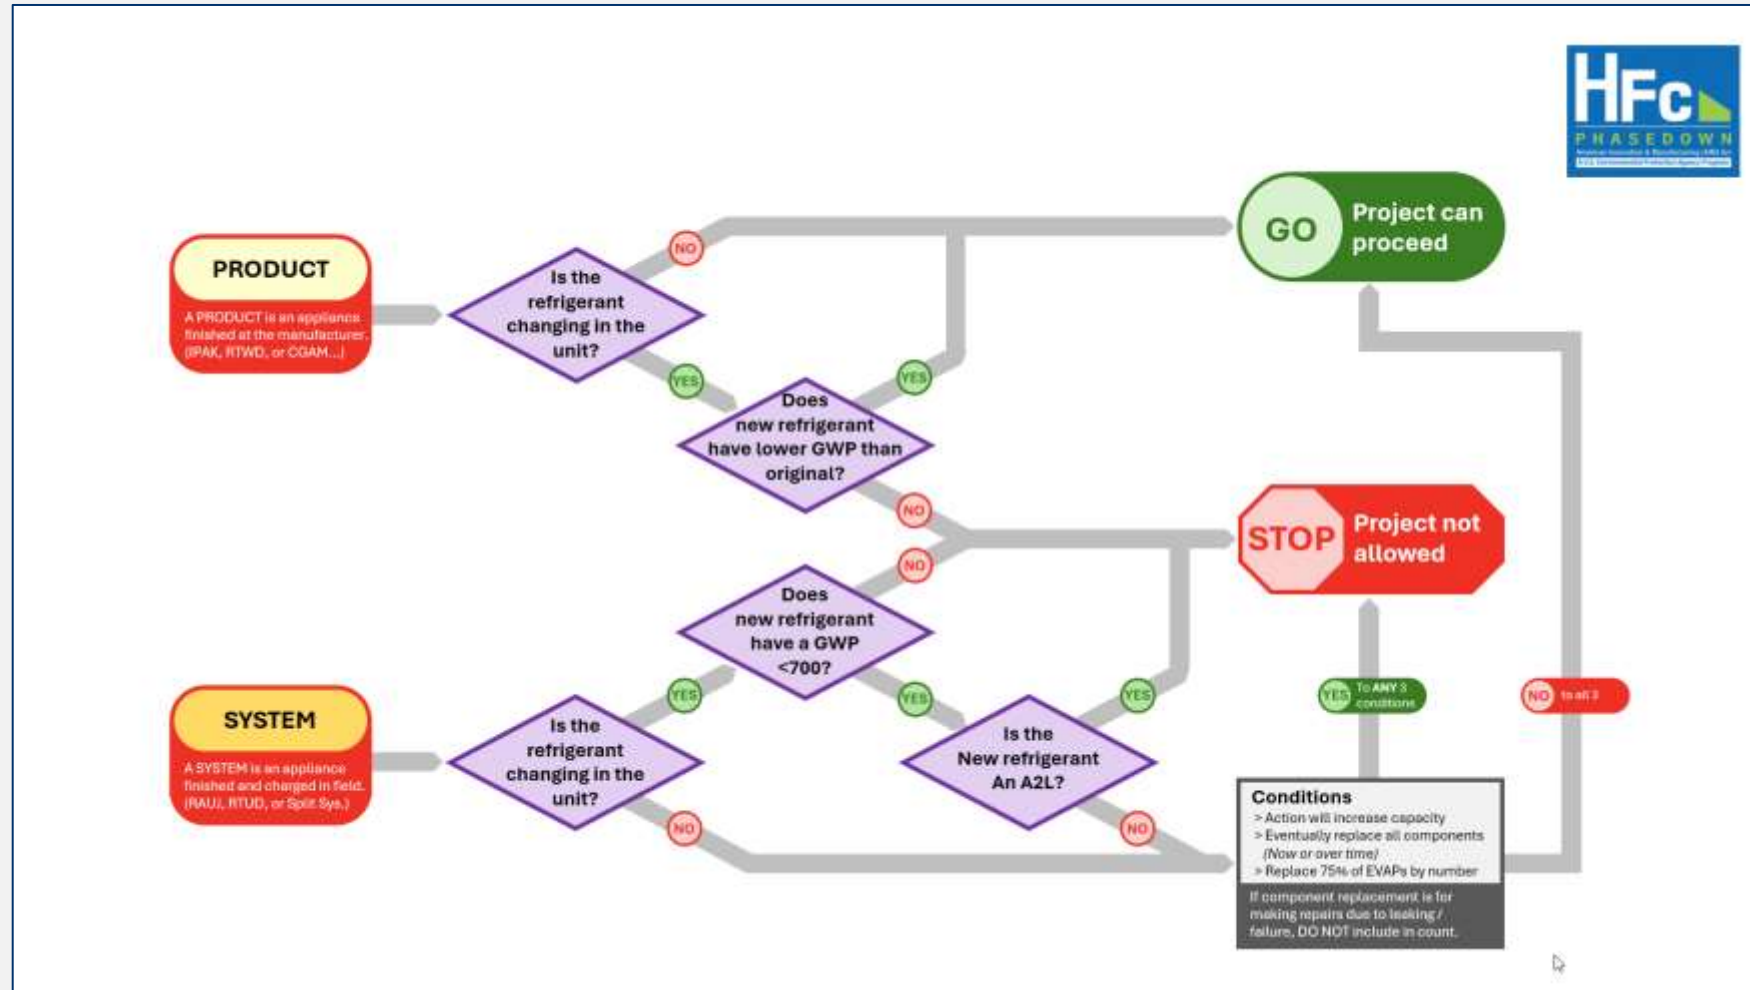 HFC
PHASEDOWN
PRODUCT
A PRODUCT is an appliance
finished at the manufacturer.
(IPAK, RTWD, or CGAM...)
Is the
refrigerant
changing in the
unit?
NO
YES
Does
new refrigerant
have lower GWP than
original?
YES
NO
GO
Project can
proceed
STOP
Project not
allowed
NO
Does
new refrigerant
have a GWP
<700?
YES
SYSTEM
A SYSTEM is an appliance
finished and charged in field.
(RAUJ, RTUD, or Split Sys.)
Is the
refrigerant
changing in the
unit?
YES
NO
Is the
New refrigerant
An A2L?
YES
NO
YES
To ANY 3
conditions
NO
to all 3
Conditions
> Action will increase capacity
> Eventually replace all components
(Now or over time)
> Replace 75% of EVAPs by number
If component replacement is for
making repairs due to leaking /
failure, DO NOT include in count.